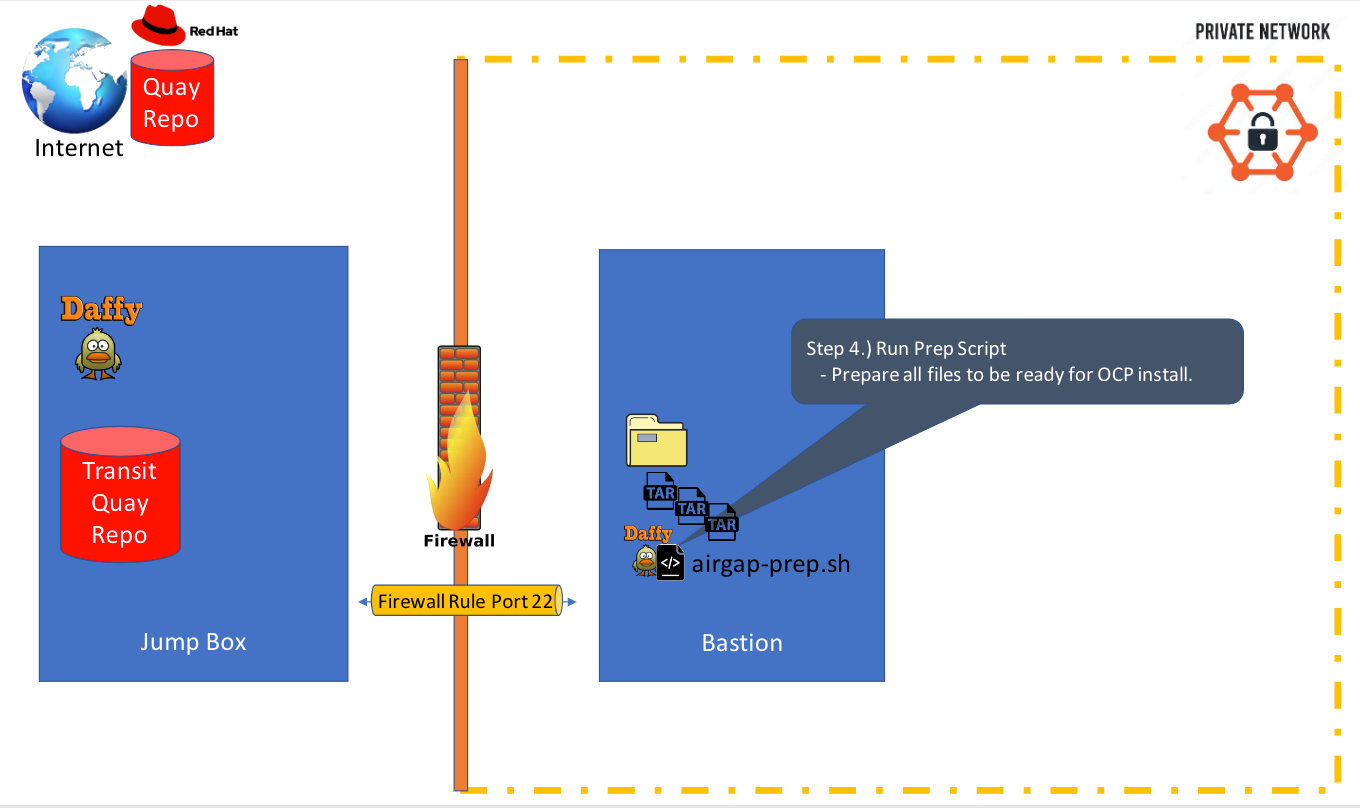 Red Hat
PRIVATE NETWORK
Quay
Repo
Internet
Daffy
Step 4.) Run Prep Script
- Prepare all files to be ready for OCP install.
Transit
Quay
Repo
TAR
TAR
TAR
Daffy
Firewall
</>
airgap-prep.sh
Firewall Rule Port 22
Jump Box
Bastion